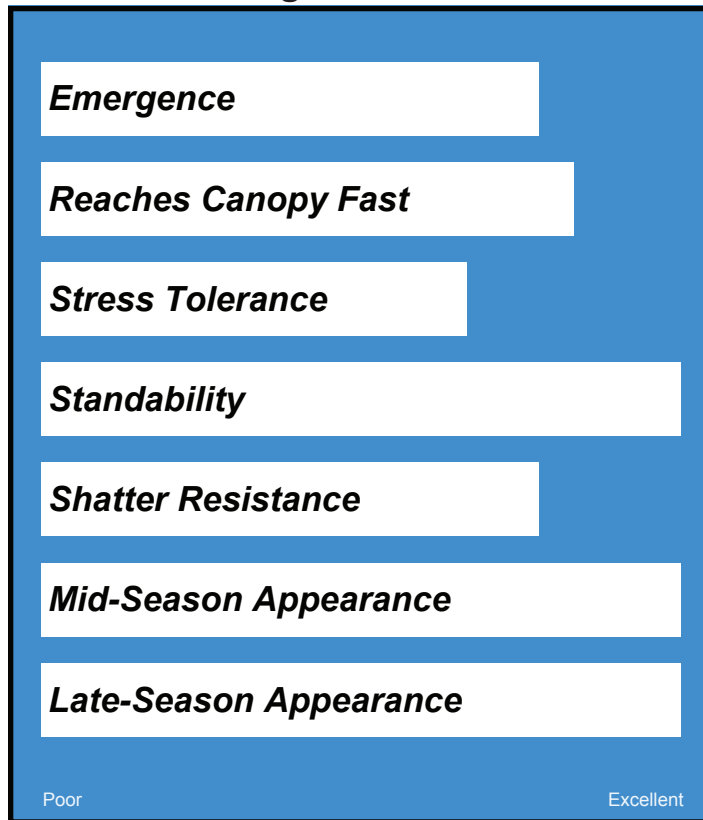 Emergence
Reaches Canopy Fast
Stress Tolerance
Standability
Shatter Resistance
Mid-Season Appearance
Late-Season Appearance
Poor Excellent